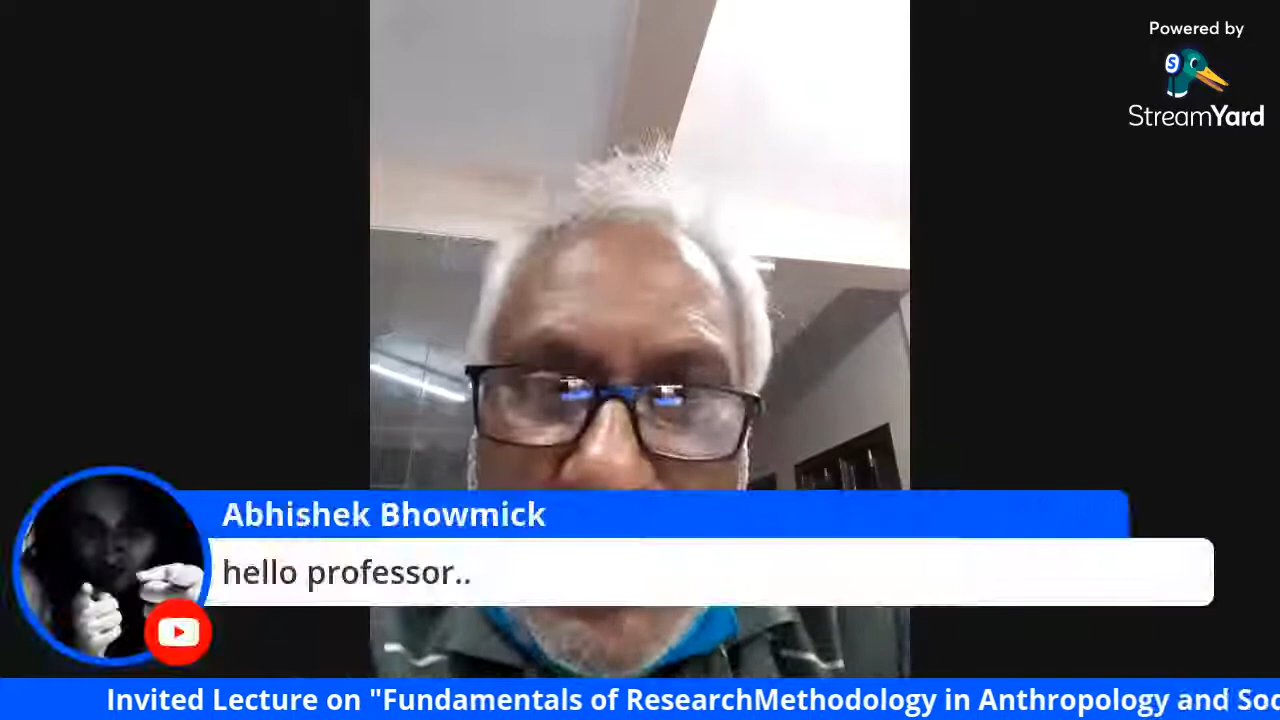 Powered by
StreamYard
Abhishek Bhowmick
hello professor..
Invited Lecture on "Fundamentals of ResearchMethodology in Anthropology and Soc